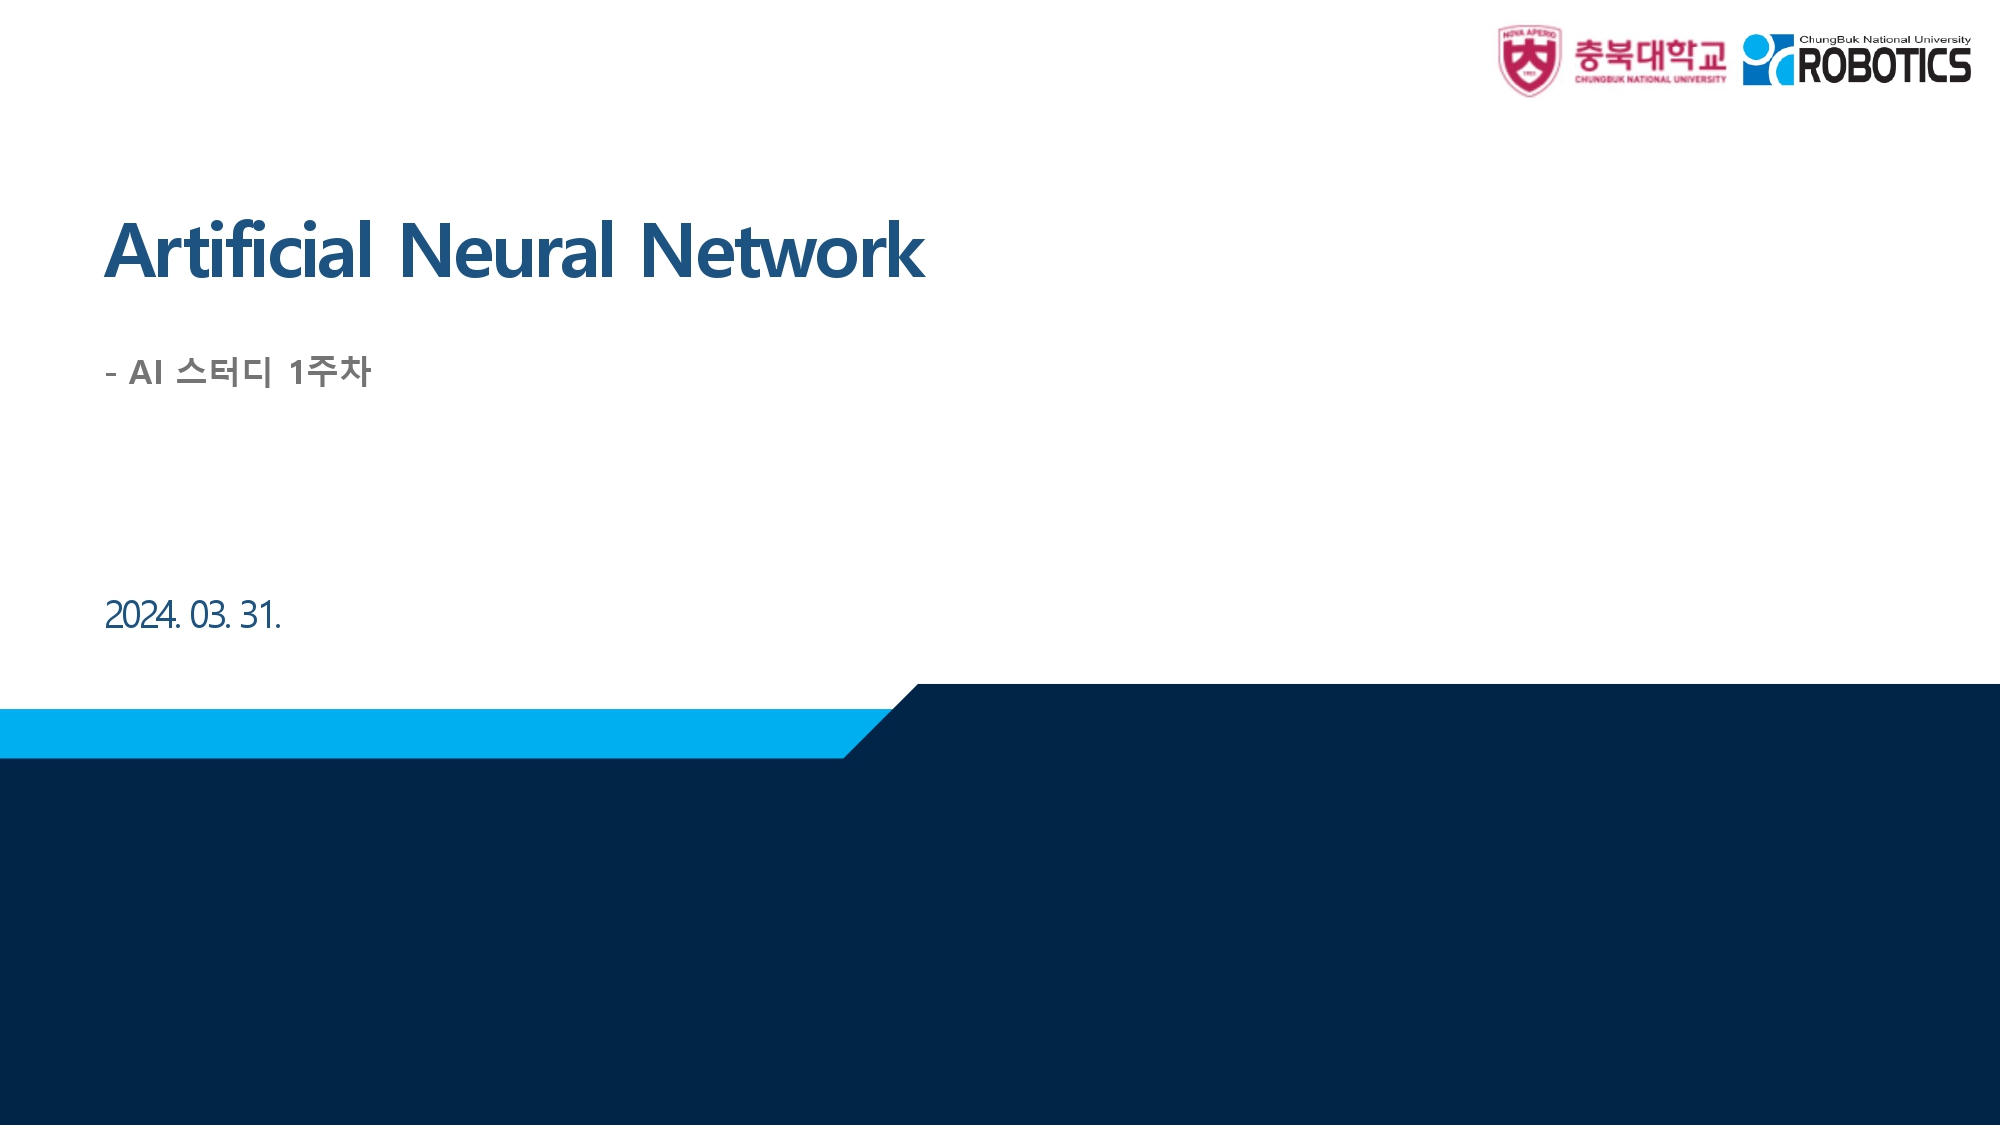 NOVA APERIO
1951
충북대학교
CHUNGBUK NATIONAL UNIVERSITY
ChungBuk National University
ROBOTICS
Artificial Neural Network
- AI 스터디 1주차
2024. 03. 31.